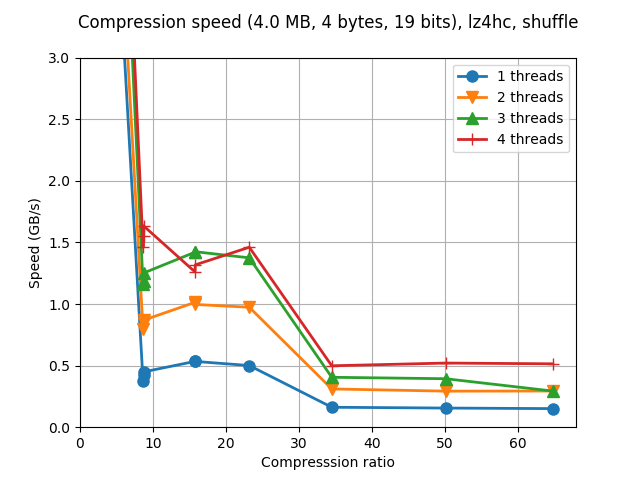 Compression speed (4.0 MB, 4 bytes, 19 bits), lz4hc, shuffle
3.0
2.5
2.0
1.5
1.0
0.5
0.0
Speed (GB/s)
1 threads
2 threads
3 threads
4 threads
0 10 20 30 40 50 60
Compresssion ratio